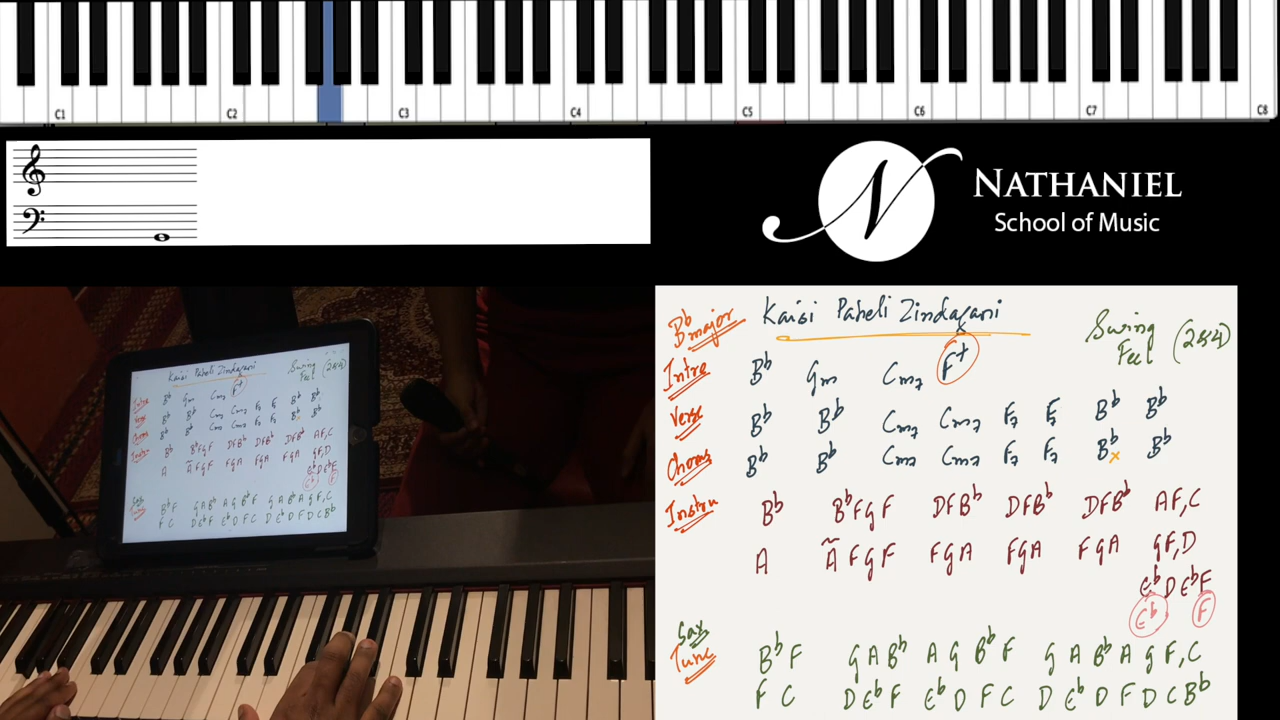 C1 C2 C3 C4 C5 C6 C7 C8
NATHANIEL
School of Music
Bb major Kaisi Paheli Zindagani
Swing Feel (2&4)
Intro Bb Gm Cm7 F+
Verse Bb Bb Cm7 Cm7 F7 F7 Bb Bb
Chorus Bb Bb Cm7 Cm7 F7 F7 Bb Bb
x
Instru Bb BbFGF DFBb DFBb DFBb AF,C
A ÃFGF FGA FGA FGA GF,D
EbDEbF
Eb F
Sax Tune BbF GABb AGBbF GABbAGF,C
FC DEbF EbDFC DEbDFDCBb